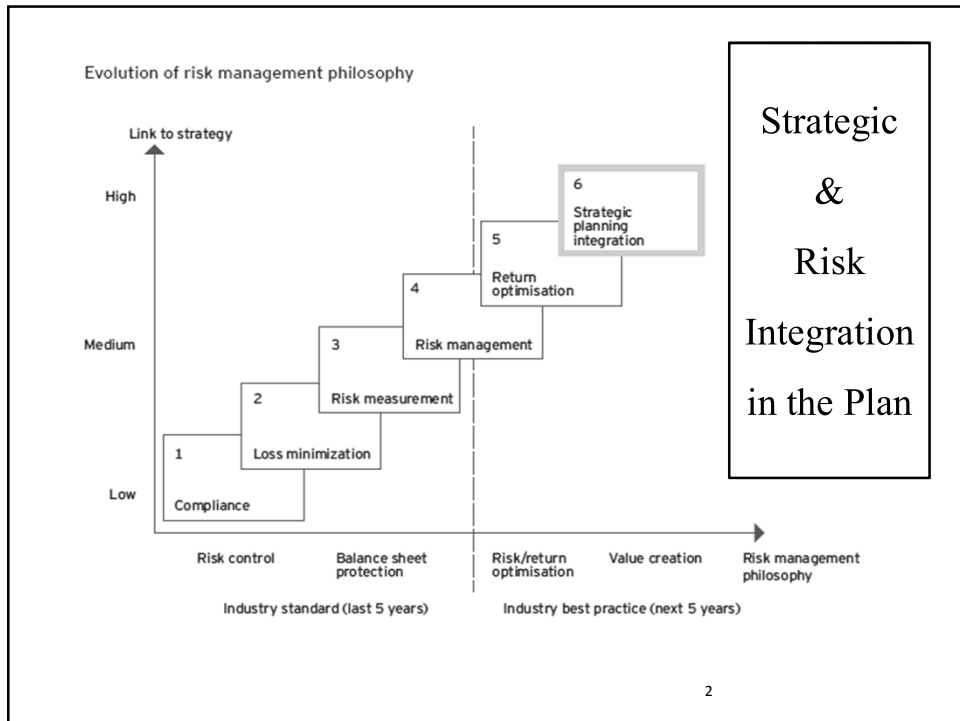 Evolution of risk management philosophy
Link to strategy
High
Medium
Low
6
Strategic
planning
integration
5
Return
optimisation
4
Risk management
3
Risk measurement
2
Loss minimization
1
Compliance
Risk control
Balance sheet
protection
Risk/return
optimisation
Value creation
Risk management
philosophy
Industry standard (last 5 years)
Industry best practice (next 5 years)
Strategic
&
Risk
Integration
in the Plan
2